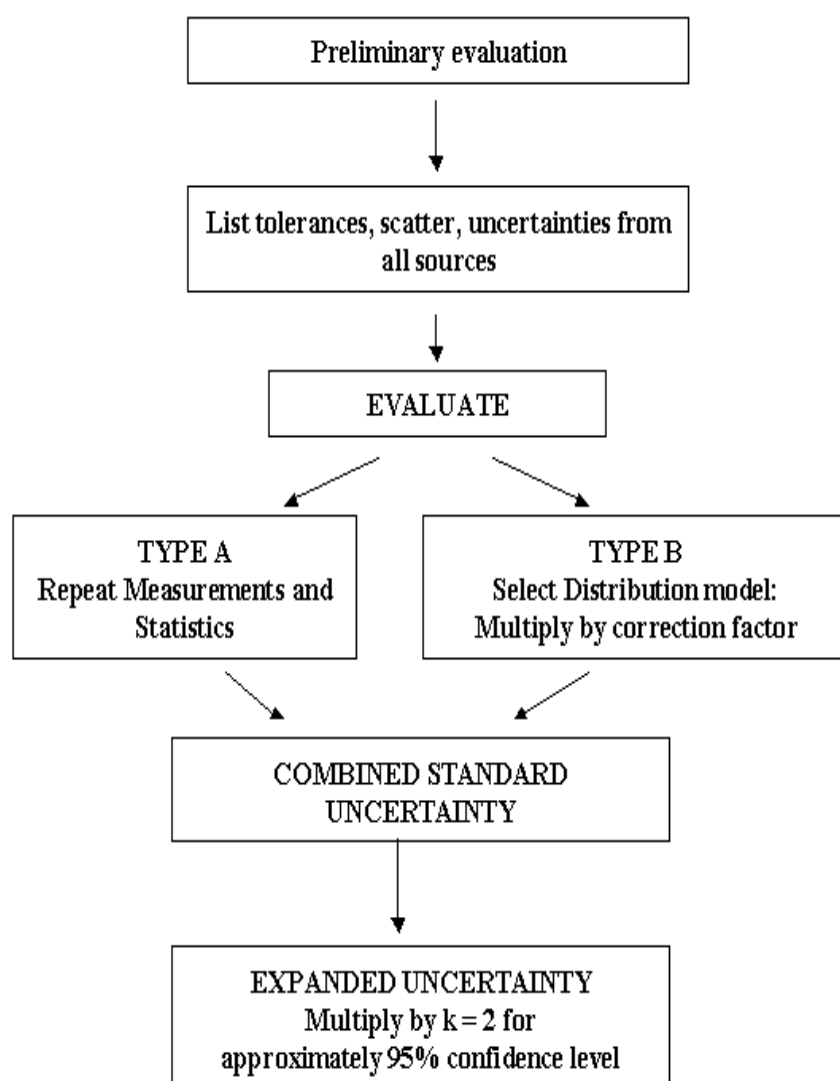 Preliminary evaluation
List tolerances, scatter, uncertainties from
all sources
EVALUATE
TYPE A
Repeat Measurements and
Statistics
TYPE B
Select Distribution model:
Multiply by correction factor
COMBINED STANDARD
UNCERTAINTY
EXPANDED UNCERTAINTY
Multiply by k = 2 for
approximately 95% confidence level